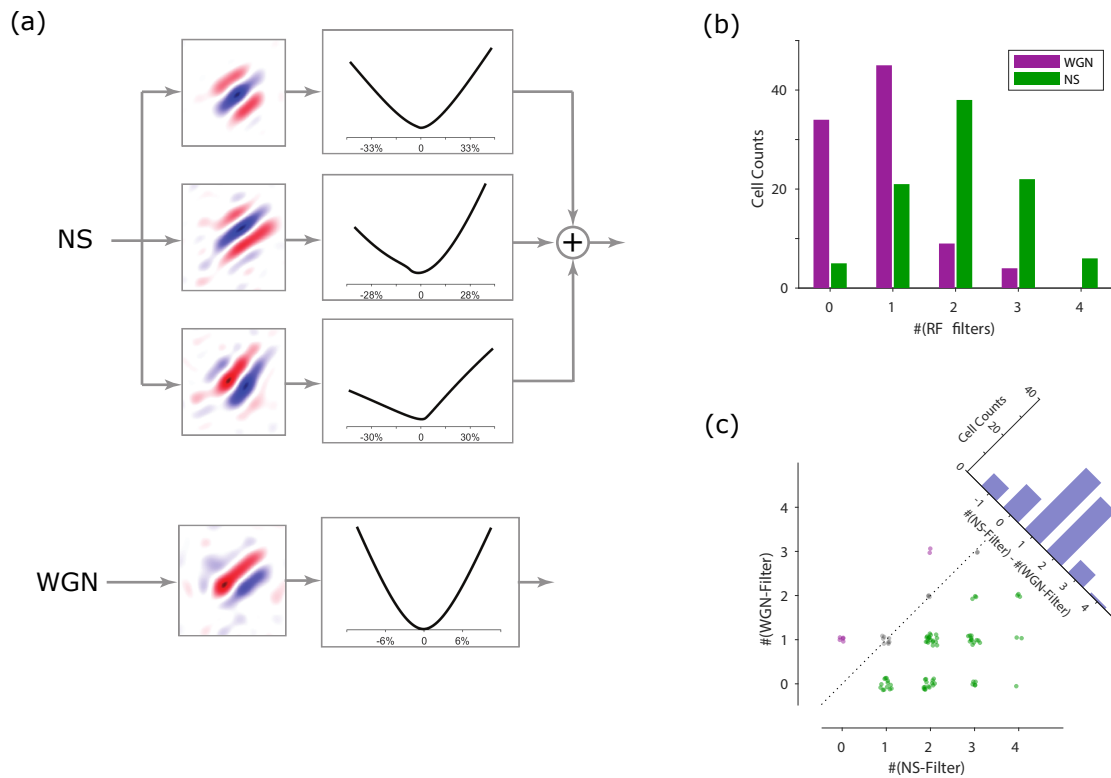 (a)
NS
-33% 0 33%
-28% 0 28%
-30% 0 30%
+
WGN
-6% 0 6%
(b)
WGN
NS
Cell Counts
40
20
0
0 1 2 3 4
#(RF filters)
(c)
Cell Counts
0 20 40
-1 0 1 2 3 4
#(NS-Filter) - #(WGN-Filter)
#(WGN-Filter)
4
3
2
1
0
0 1 2 3 4
#(NS-Filter)